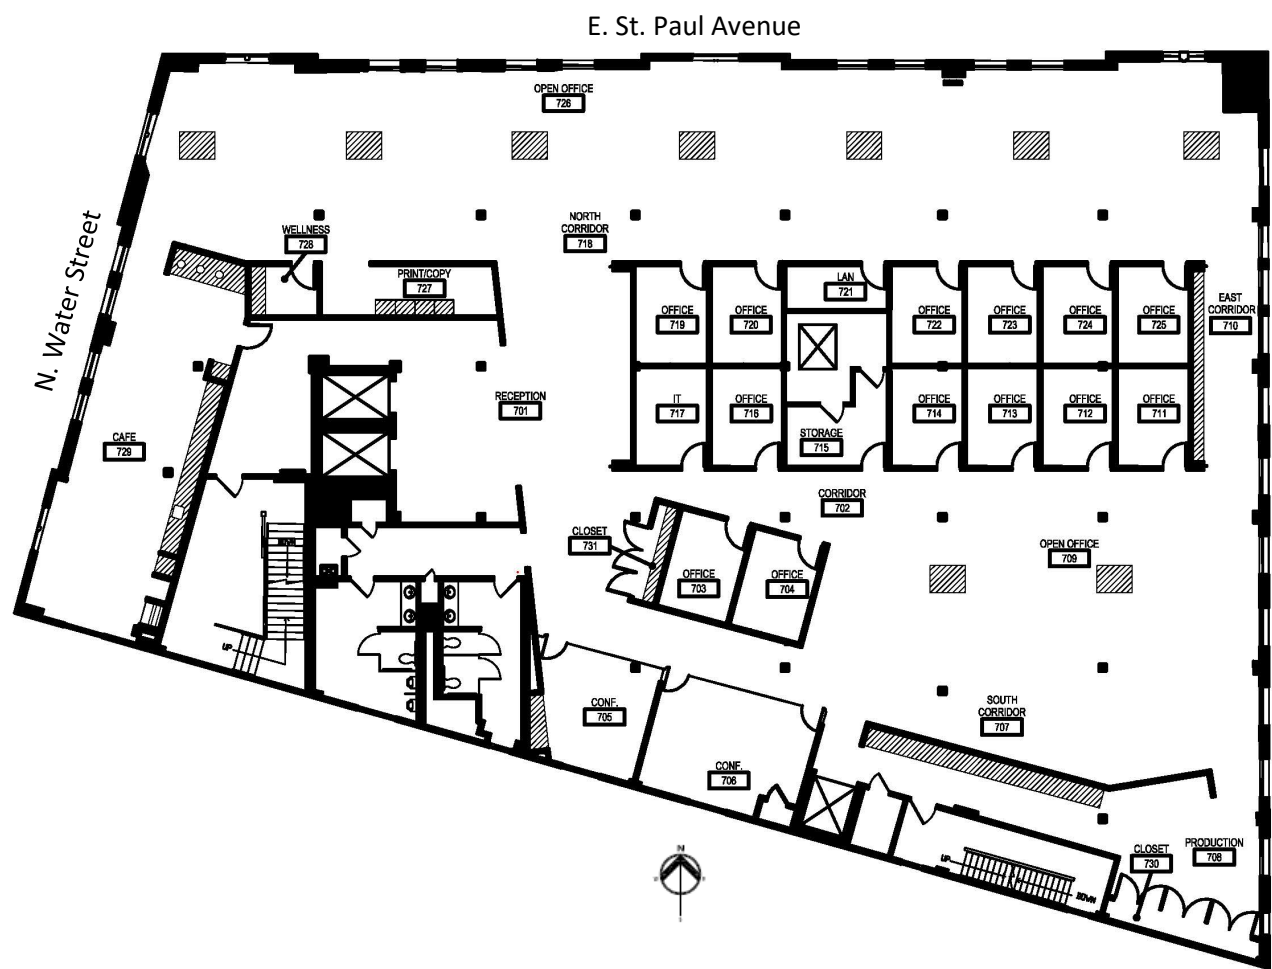 E. St. Paul Avenue
N. Water Street
OPEN OFFICE
726
WELLNESS
728
NORTH
CORRIDOR
718
PRINT/COPY
727
LAN
721
EAST
CORRIDOR
710
OFFICE
719
OFFICE
720
OFFICE
722
OFFICE
723
OFFICE
724
OFFICE
725
RECEPTION
701
IT
717
OFFICE
716
STORAGE
715
OFFICE
714
OFFICE
713
OFFICE
712
OFFICE
711
CAFE
729
CORRIDOR
702
CLOSET
731
OFFICE
703
OFFICE
704
OPEN OFFICE
709
DOWN
UP
CONF.
705
CONF.
706
SOUTH
CORRIDOR
707
PRODUCTION
708
CLOSET
730
UP
DOWN
N